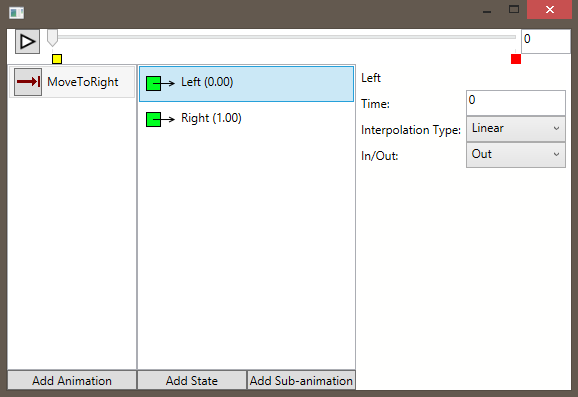 0
MoveToRight
Left (0.00)
Right (1.00)
Left
Time:
0
Interpolation Type:
Linear
In/Out:
Out
Add Animation
Add State
Add Sub-animation